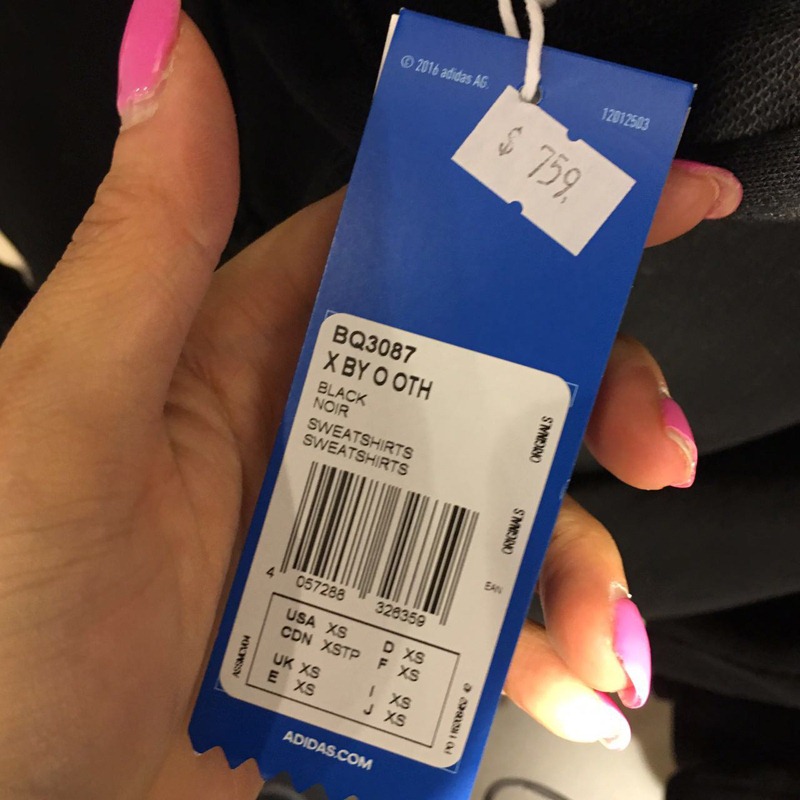 © 2016 adidas AG.
12012503
$ 759.
BQ3087
X BY O OTH
BLACK
NOIR
SWEATSHIRTS
SWEATSHIRTS
ORIGINALS
ORIGINALS
EAN
4 057288 326359
USA XS D XS
CDN XSTP F XS
UK XS I XS
E XS J XS
ADIDAS.COM